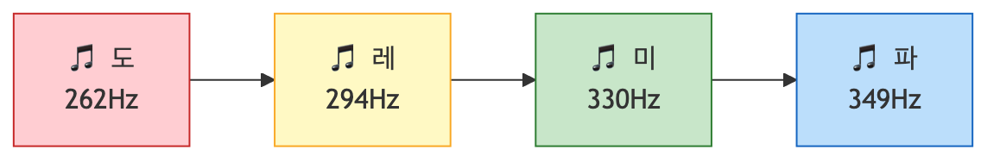 🎵 도
262Hz
🎵 레
294Hz
🎵 미
330Hz
🎵 파
349Hz